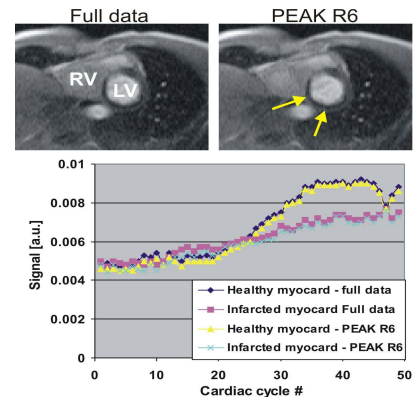 Full data
PEAK R6
RV
LV
0.01
0.008
0.006
0.004
0.002
0
Signal [a.u.]
Healthy myocard - full data
Infarcted myocard Full data
Healthy myocard - PEAK R6
Infarcted myocard - PEAK R6
0 10 20 30 40 50
Cardiac cycle #